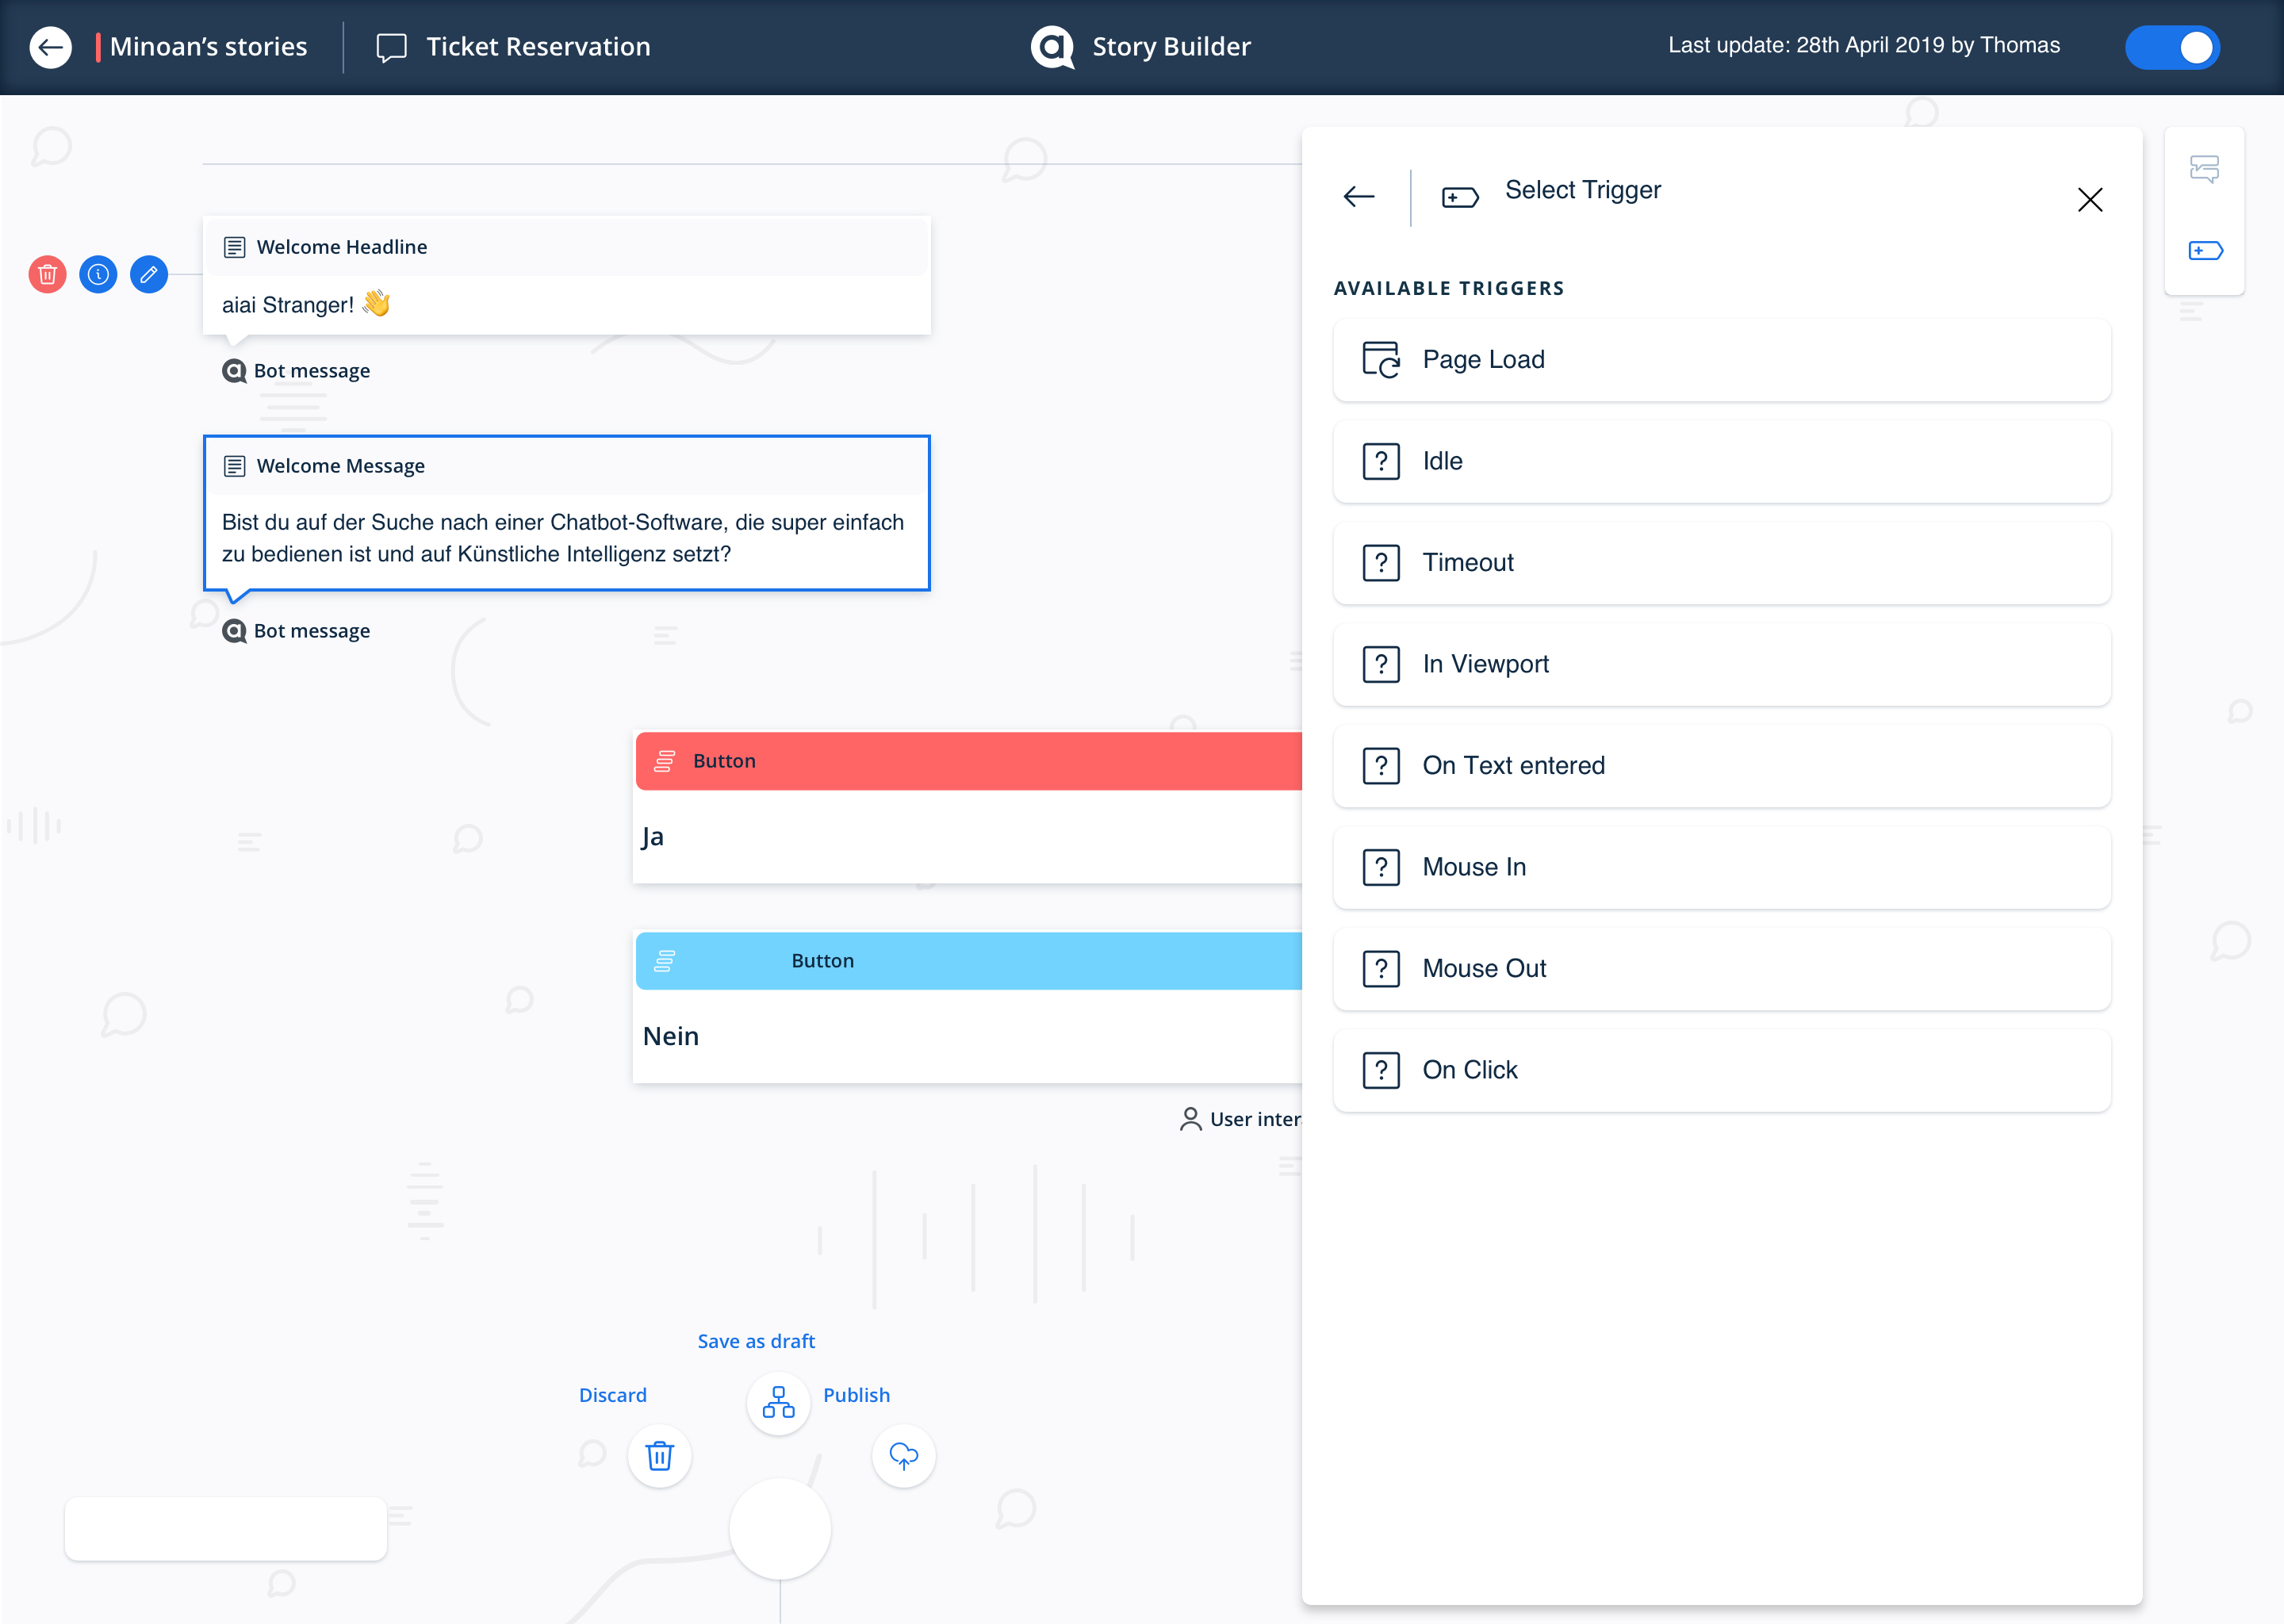 Minoan's stories
Ticket Reservation
Story Builder
Last update: 28th April 2019 by Thomas
Welcome Headline
aiai Stranger! 👋
Bot message
Welcome Message
Bist du auf der Suche nach einer Chatbot-Software, die super einfach
zu bedienen ist und auf Künstliche Intelligenz setzt?
Bot message
Button
Ja
Button
Nein
User
Save as draft
Discard
Publish
Select Trigger
AVAILABLE TRIGGERS
Page Load
Idle
Timeout
In Viewport
On Text entered
Mouse In
Mouse Out
On Click